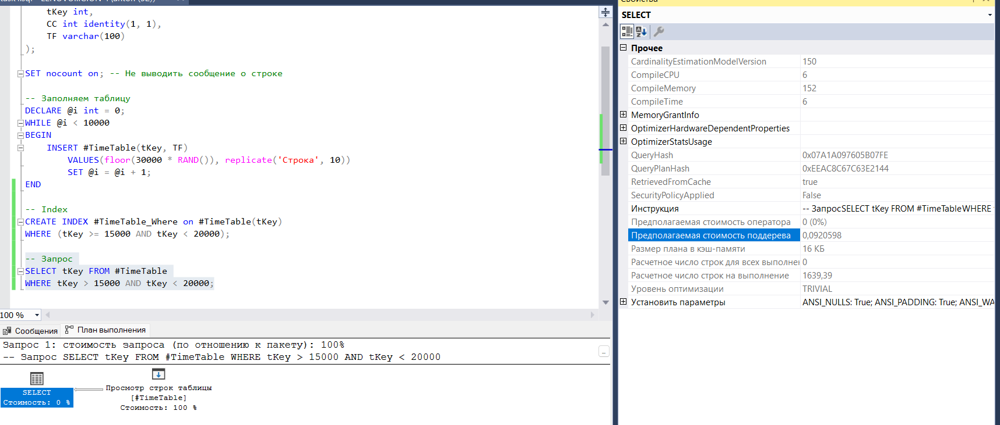 tKey int,
CC int identity(1, 1),
TF varchar(100)
);
SET nocount on; -- Не выводить сообщение о строке
-- Заполняем таблицу
DECLARE @i int = 0;
WHILE @i < 10000
BEGIN
INSERT #TimeTable(tKey, TF)
VALUES(floor(30000 * RAND()), replicate('Строка', 10))
SET @i = @i + 1;
END
-- Index
CREATE INDEX #TimeTable_Where on #TimeTable(tKey)
WHERE (tKey >= 15000 AND tKey < 20000);
-- Запрос
SELECT tKey FROM #TimeTable
WHERE tKey > 15000 AND tKey < 20000;
100 %
Сообщения План выполнения
Запрос 1: стоимость запроса (по отношению к пакету): 100%
-- Запрос SELECT tKey FROM #TimeTable WHERE tKey > 15000 AND tKey < 20000
...
SELECT
Стоимость: 0 %
Просмотр строк таблицы
[#TimeTable]
Стоимость: 100 %
Свойства
SELECT
Прочее
CardinalityEstimationModelVersion 150
CompileCPU 6
CompileMemory 152
CompileTime 6
MemoryGrantInfo
OptimizerHardwareDependentProperties
OptimizerStatsUsage
QueryHash 0x07A1A097605B07FE
QueryPlanHash 0xEEAC8C67C63E2144
RetrievedFromCache true
SecurityPolicyApplied False
Инструкция -- ЗапросSELECT tKey FROM #TimeTableWHERE
Предполагаемая стоимость оператора 0 (0%)
Предполагаемая стоимость поддерева 0,0920598
Размер плана в кэш-памяти 16 КБ
Расчетное число строк для всех выполнен 0
Расчетное число строк на выполнение 1639,39
Уровень оптимизации TRIVIAL
Установить параметры ANSI_NULLS: True; ANSI_PADDING: True; ANSI_WA